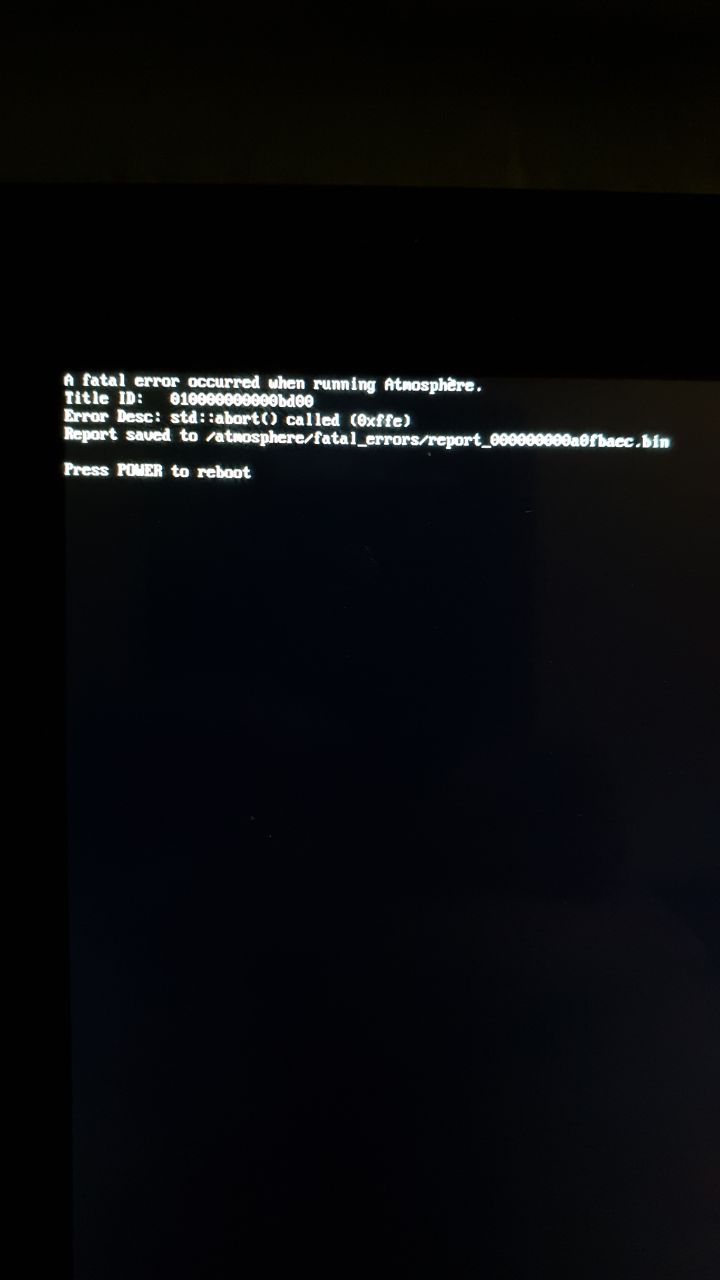 A fatal error occurred when running Atmosphère.
Title ID:   010000000000bd00
Error Desc: std::abort() called (0xffe)
Report saved to /atmosphere/fatal_errors/report_000000000a0fbaec.bin
Press POWER to reboot